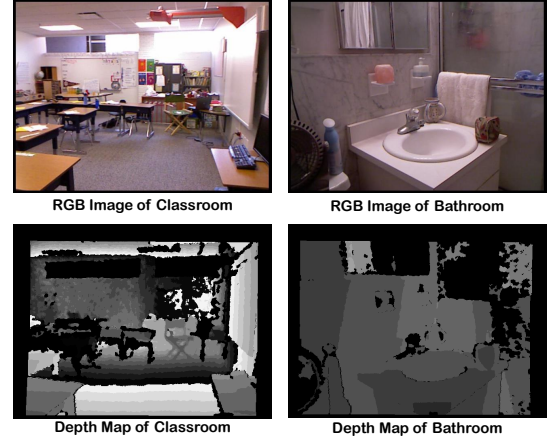 RGB Image of Classroom
RGB Image of Bathroom
Depth Map of Classroom
Depth Map of Bathroom